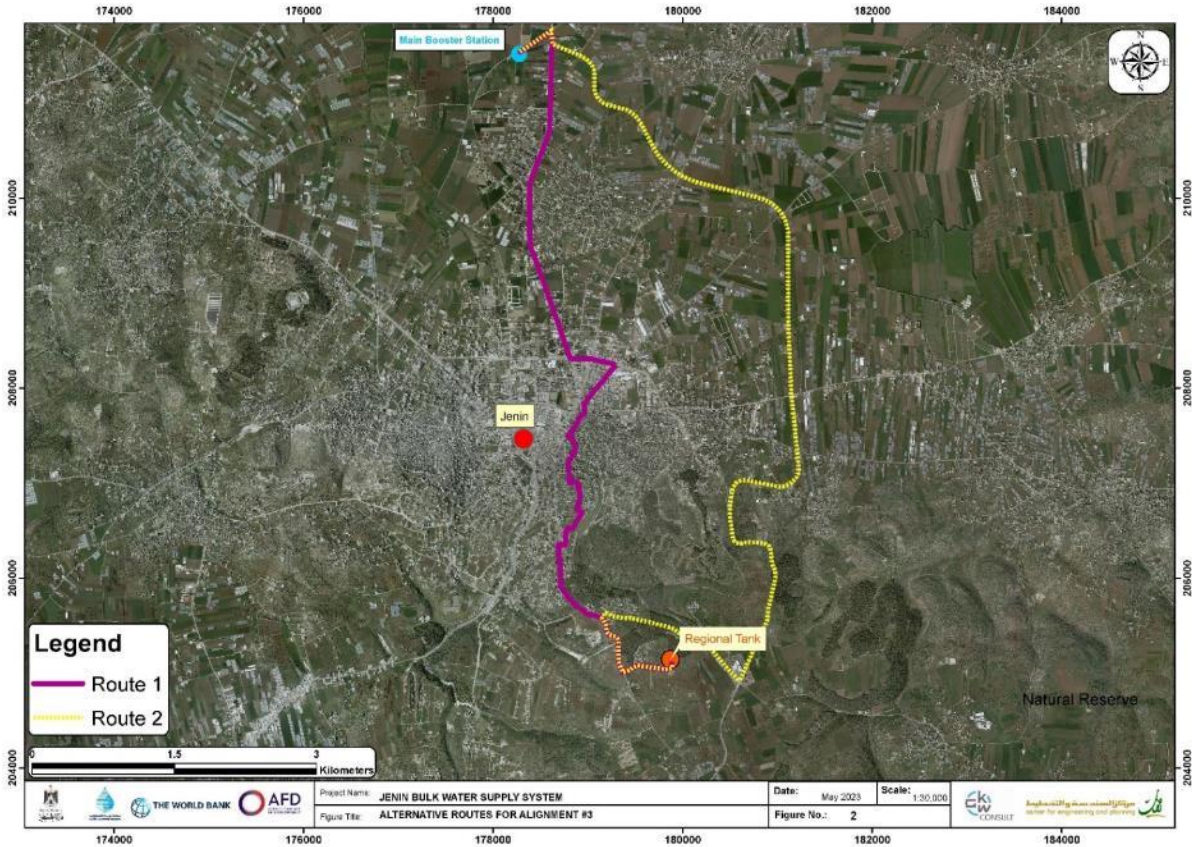 174000 176000 178000 180000 182000 184000
Main Booster Station
N
W E
S
210000 210000
208000 208000
Jenin
206000 206000
Regional Tank
Natural Reserve
Legend
Route 1
Route 2
0 1.5 3
Kilometers
204000 204000
THE WORLD BANK
AFD
Project Name: JENIN BULK WATER SUPPLY SYSTEM
Figure Title: ALTERNATIVE ROUTES FOR ALIGNMENT #3
Date: May 2023
Scale: 1:30,000
Figure No.: 2
CONSULT
center for engineering and planning
174000 176000 178000 180000 182000 184000